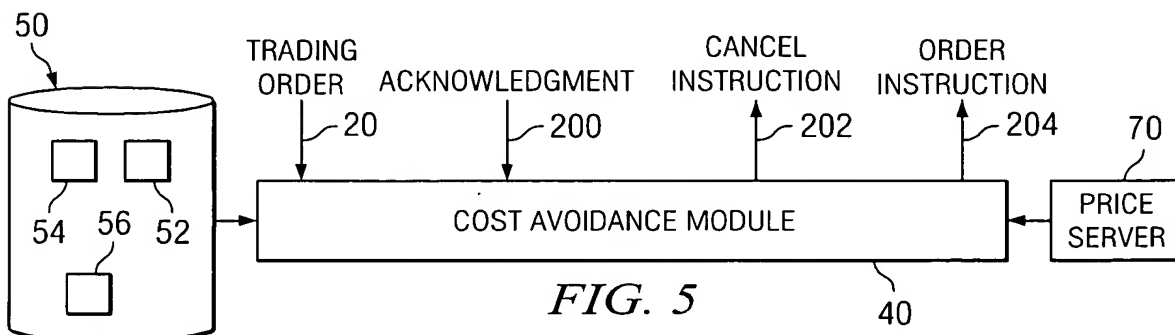 50
TRADING ORDER
ACKNOWLEDGMENT
CANCEL INSTRUCTION
ORDER INSTRUCTION
20
200
202
204
70
54
52
56
COST AVOIDANCE MODULE
PRICE SERVER
40
FIG. 5